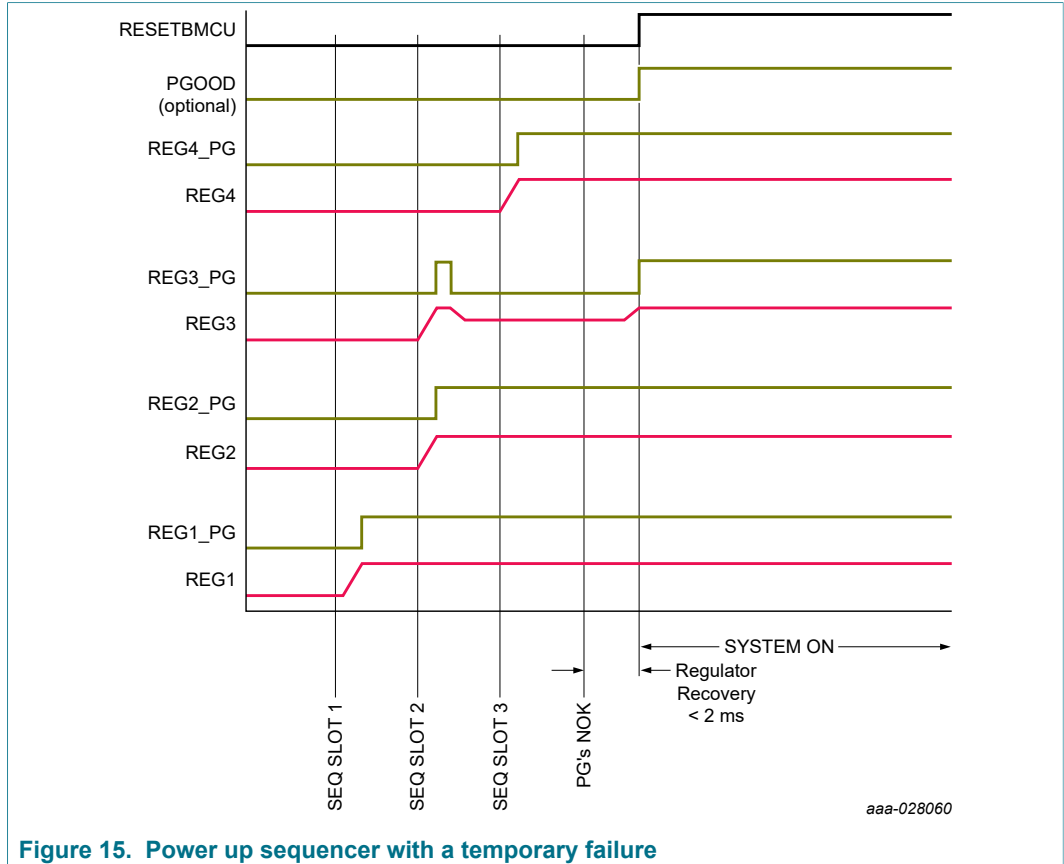 RESETBMCU
PGOOD
(optional)
REG4_PG
REG4
REG3_PG
REG3
REG2_PG
REG2
REG1_PG
REG1
SYSTEM ON
Regulator
Recovery
< 2 ms
SEQ SLOT 1
SEQ SLOT 2
SEQ SLOT 3
PG's NOK
aaa-028060
Figure 15. Power up sequencer with a temporary failure